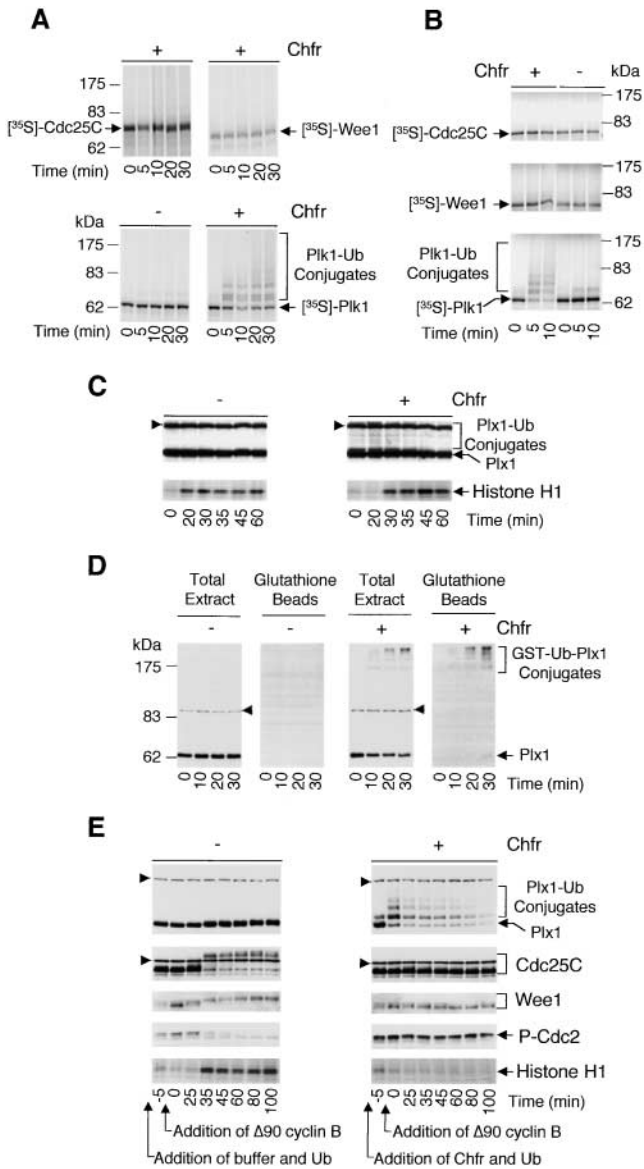 A
+
+
Chfr
175
83
[³⁵S]-Cdc25C
62
[³⁵S]-Wee1
Time (min) 0 5 10 20 30
0 5 10 20 30
-
+
Chfr
kDa
175
83
62
Plk1-Ub
Conjugates
[³⁵S]-Plk1
Time (min) 0 5 10 20 30
0 5 10 20 30
B
Chfr + - kDa
175
83
[³⁵S]-Cdc25C
175
83
[³⁵S]-Wee1
Plk1-Ub
Conjugates
175
83
[³⁵S]-Plk1
62
Time (min) 0 5 10 0 5 10
C
-
+
Chfr
Plx1-Ub
Conjugates
Plx1
Histone H1
0 20 30 35 45 60
0 20 30 35 45 60
Time (min)
D
Total
Extract
Glutathione
Beads
Total
Extract
Glutathione
Beads
- - + + Chfr
kDa
175
83
62
GST-Ub-Plx1
Conjugates
Plx1
0 10 20 30
0 10 20 30
0 10 20 30
0 10 20 30
Time (min)
E
-
+
Chfr
Plx1-Ub
Conjugates
Plx1
Cdc25C
Wee1
P-Cdc2
Histone H1
-5 0 25 35 45 60 80 100
-5 0 25 35 45 60 80 100
Time (min)
Addition of Δ90 cyclin B
Addition of buffer and Ub
Addition of Δ90 cyclin B
Addition of Chfr and Ub